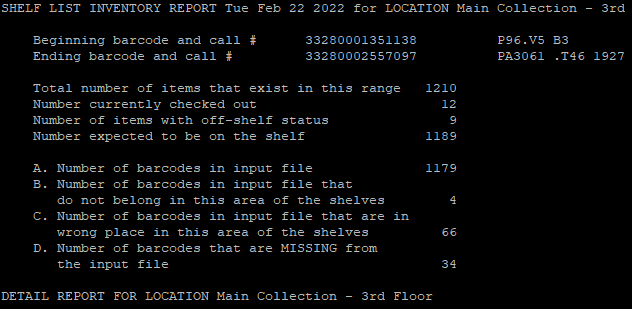 SHELF LIST INVENTORY REPORT Tue Feb 22 2022 for LOCATION Main Collection - 3rd
Beginning barcode and call # 33280001351138 P96.V5 B3
Ending barcode and call # 33280002557097 PA3061 .T46 1927
Total number of items that exist in this range 1210
Number currently checked out 12
Number of items with off-shelf status 9
Number expected to be on the shelf 1189
A. Number of barcodes in input file 1179
B. Number of barcodes in input file that
do not belong in this area of the shelves 4
C. Number of barcodes in input file that are in
wrong place in this area of the shelves 66
D. Number of barcodes that are MISSING from
the input file 34
DETAIL REPORT FOR LOCATION Main Collection - 3rd Floor